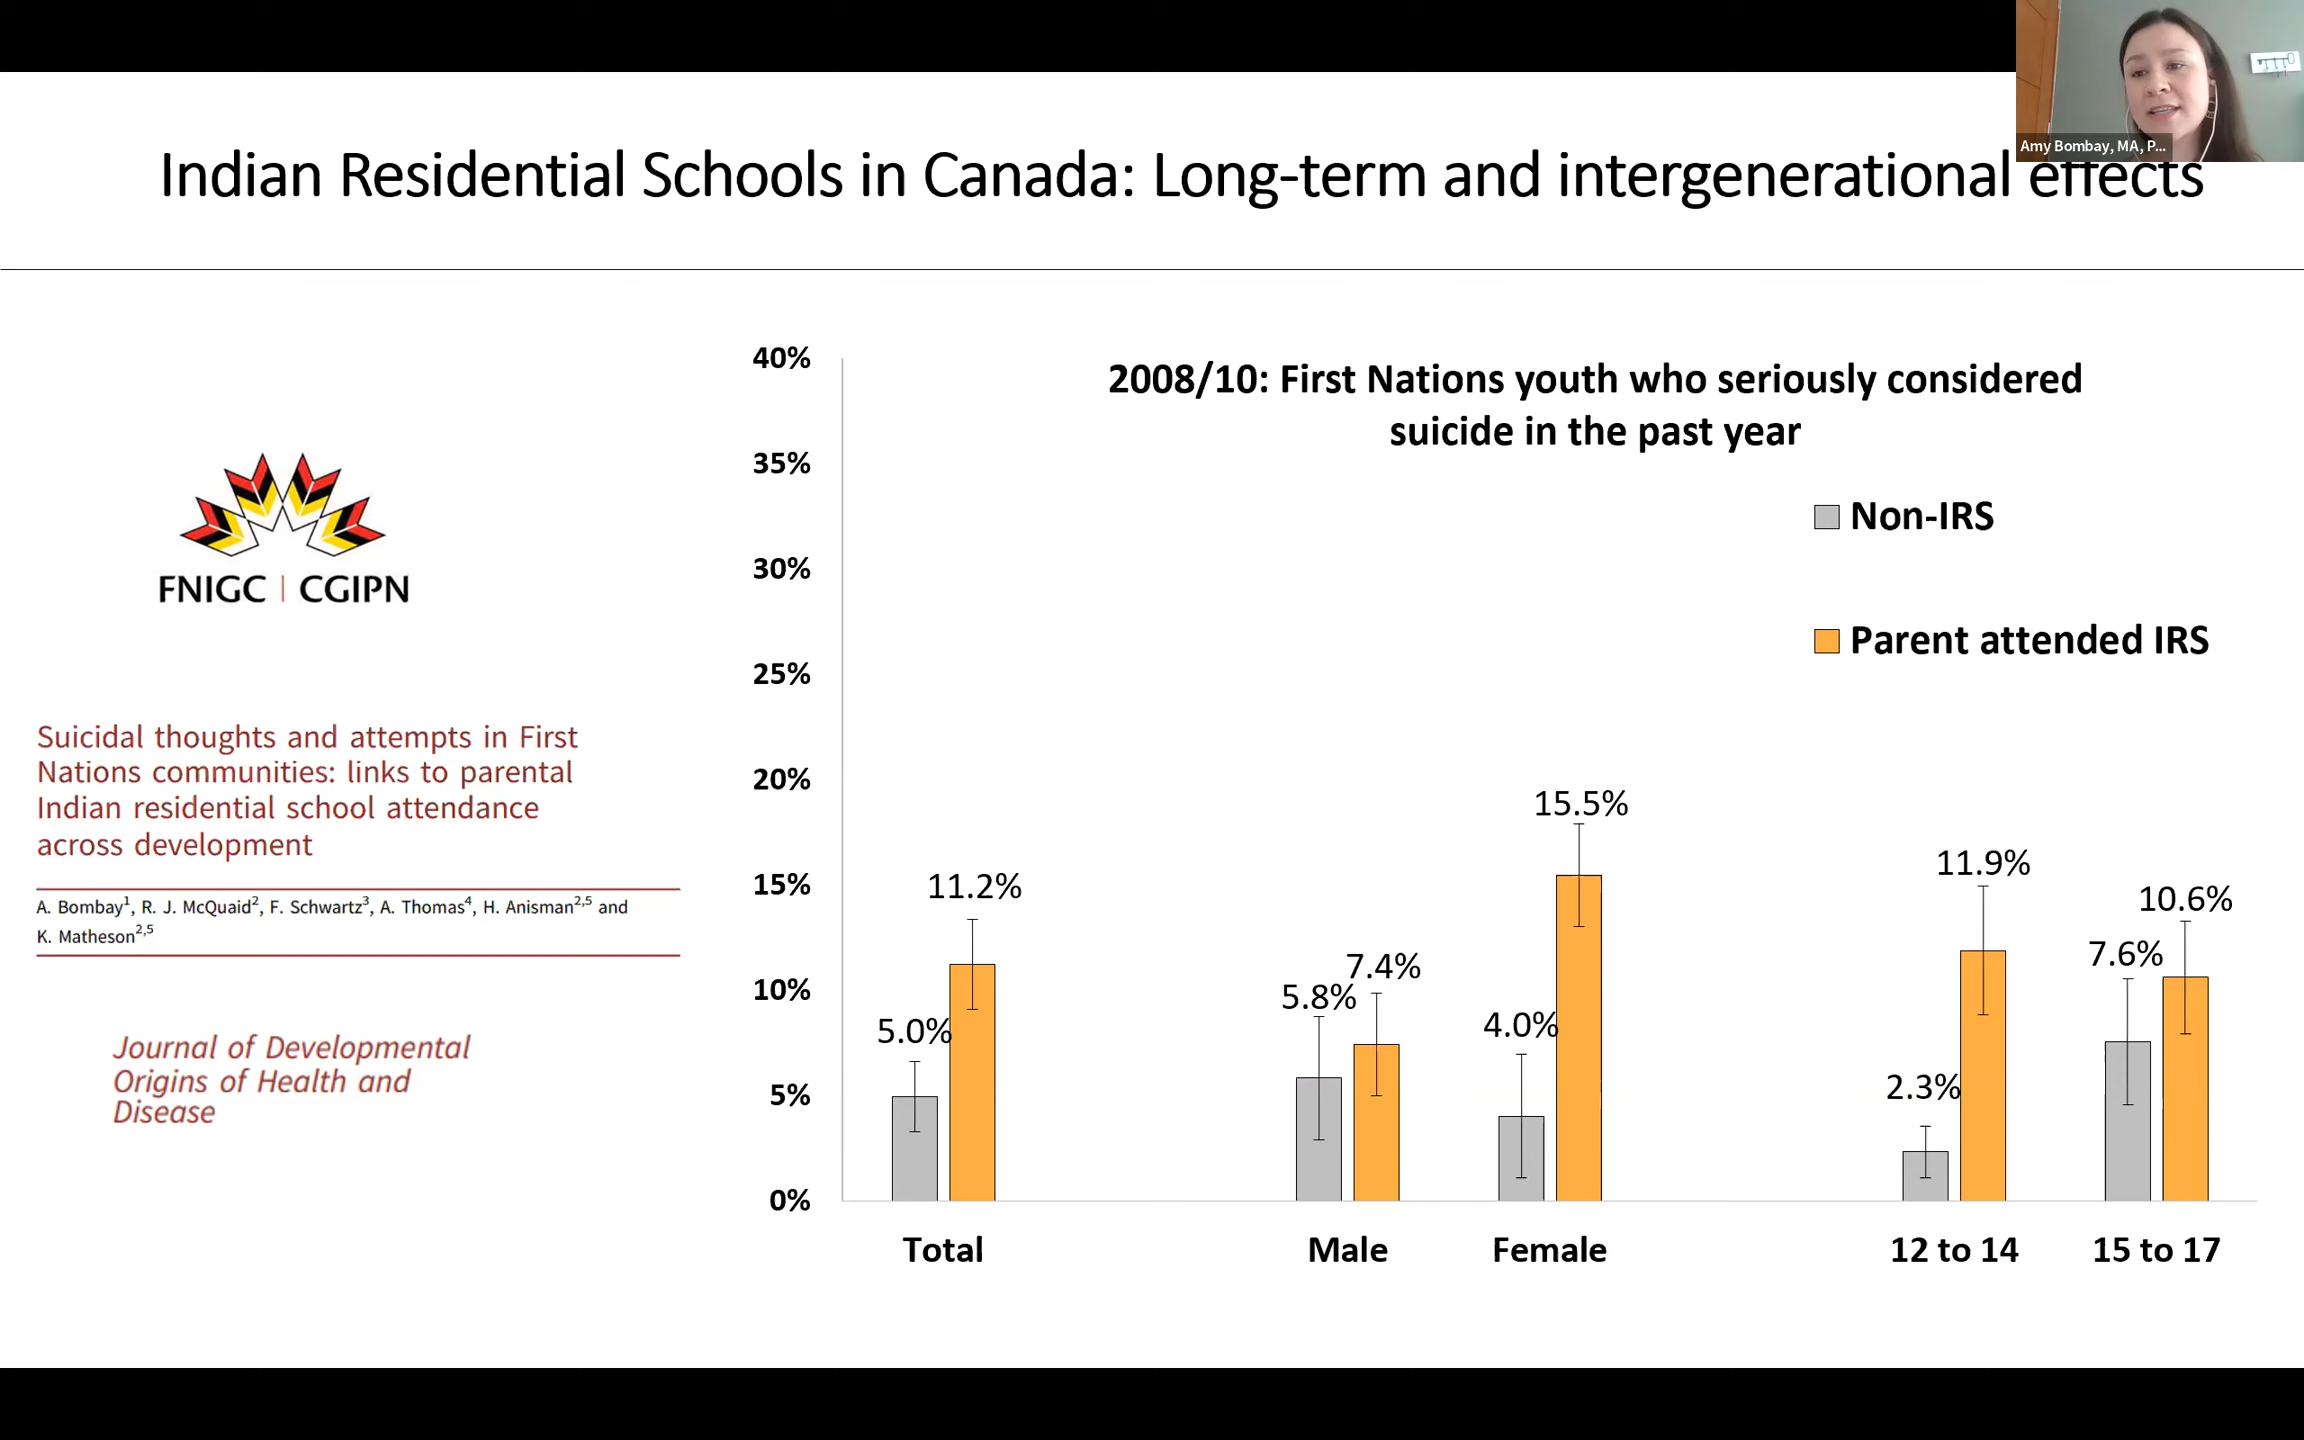 Amy Bombay, MA, P...
Indian Residential Schools in Canada: Long-term and intergenerational effects
FNIGC | CGIPN
Suicidal thoughts and attempts in First
Nations communities: links to parental
Indian residential school attendance
across development
A. Bombay¹, R. J. McQuaid², F. Schwartz³, A. Thomas⁴, H. Anisman²,⁵ and
K. Matheson²,⁵
Journal of Developmental
Origins of Health and
Disease
2008/10: First Nations youth who seriously considered
suicide in the past year
Non-IRS
Parent attended IRS
40%
35%
30%
25%
20%
15%
10%
5%
0%
5.0%
11.2%
5.8%
7.4%
4.0%
15.5%
2.3%
11.9%
7.6%
10.6%
Total
Male
Female
12 to 14
15 to 17